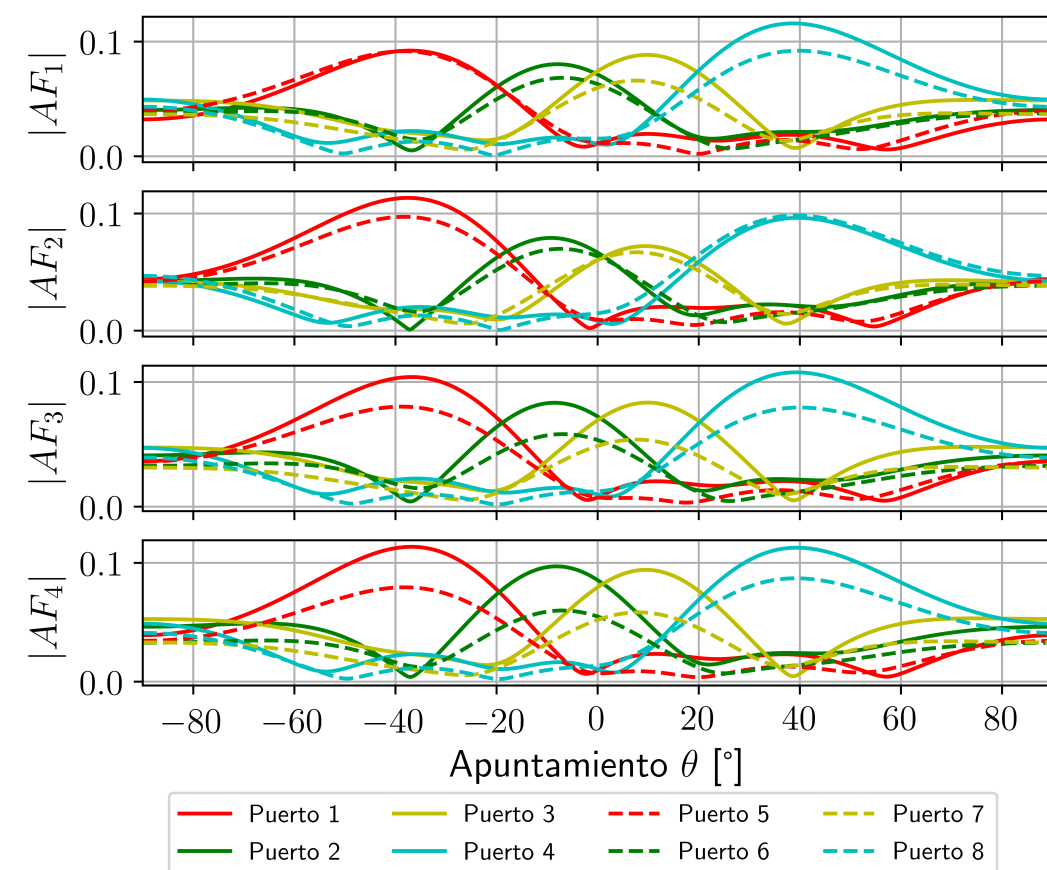 |AF₁|
0.1
0.0
|AF₂|
0.1
0.0
|AF₃|
0.1
0.0
|AF₄|
0.1
0.0
−80 −60 −40 −20 0 20 40 60 80
Apuntamiento θ [°]
Puerto 1 Puerto 3 Puerto 5 Puerto 7
Puerto 2 Puerto 4 Puerto 6 Puerto 8